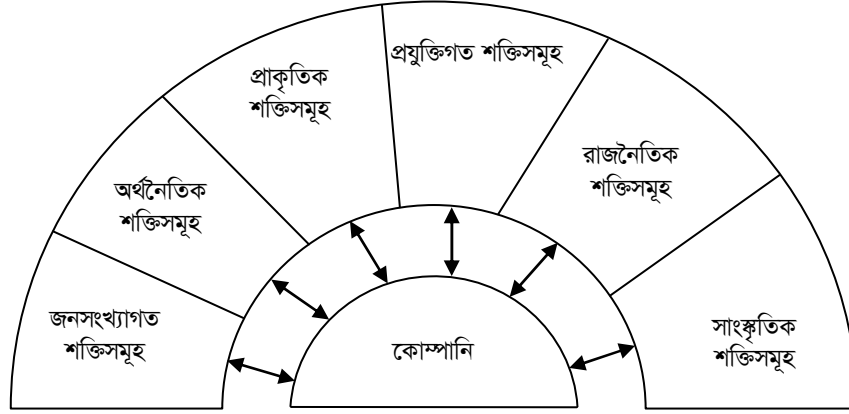 জনসংখ্যাগত
শক্তিসমূহ
অর্থনৈতিক
শক্তিসমূহ
প্রাকৃতিক
শক্তিসমূহ
প্রযুক্তিগত শক্তিসমূহ
রাজনৈতিক
শক্তিসমূহ
সাংস্কৃতিক
শক্তিসমূহ
কোম্পানি